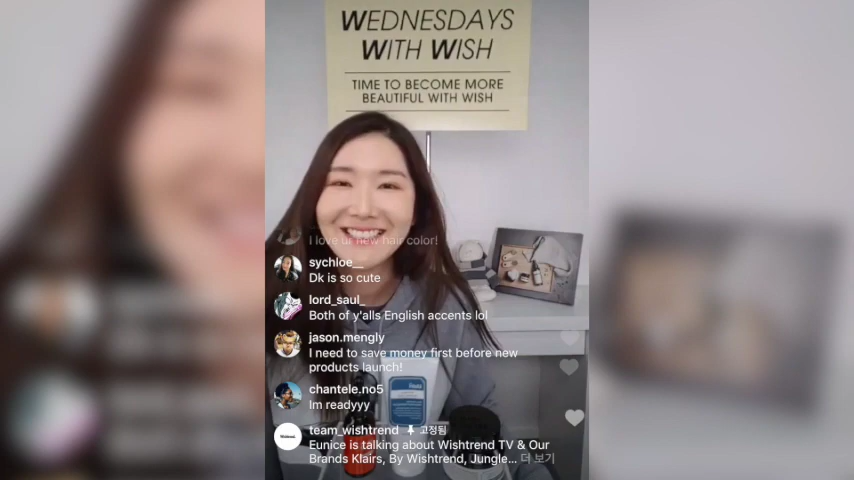 WEDNESDAYS
WITH WISH
TIME TO BECOME MORE
BEAUTIFUL WITH WISH
I love ur new hair color!
sychloe__
Dk is so cute
lord_saul_
Both of y'alls English accents lol
jason.mengly
I need to save money first before new
products launch!
chantele.no5
Im readyyy
team_wishtrend 고정됨
Wishtrend.
Eunice is talking about Wishtrend TV & Our
Brands Klairs, By Wishtrend, Jungle... 더 보기